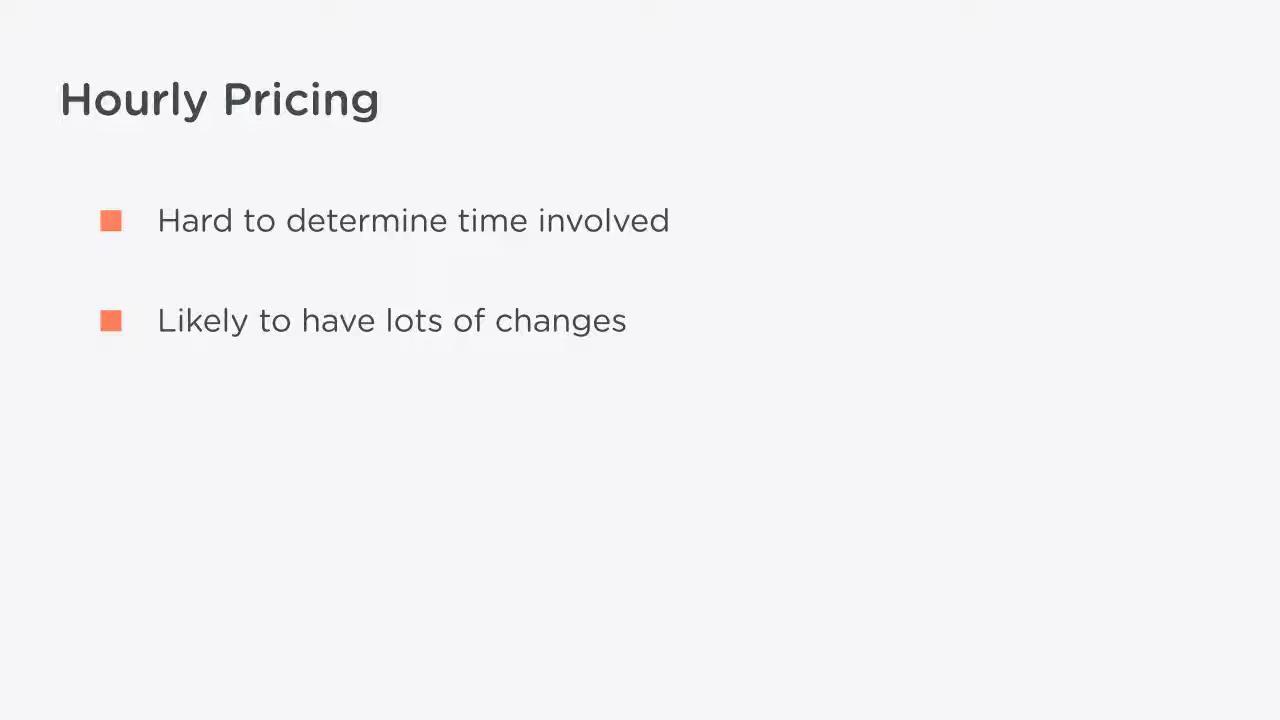 Hourly Pricing
Hard to determine time involved
Likely to have lots of changes